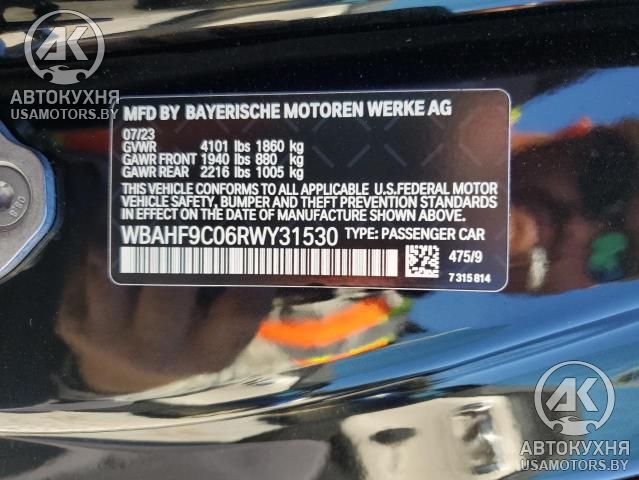 АК
АВТОКУХНЯ
USAMOTORS.BY
MFD BY BAYERISCHE MOTOREN WERKE AG
07/23
GVWR 4101 lbs 1860 kg
GAWR FRONT 1940 lbs 880 kg
GAWR REAR 2216 lbs 1005 kg
THIS VEHICLE CONFORMS TO ALL APPLICABLE U.S.FEDERAL MOTOR
VEHICLE SAFETY, BUMPER AND THEFT PREVENTION STANDARDS
IN EFFECT ON THE DATE OF MANUFACTURE SHOWN ABOVE.
WBAHF9C06RWY31530 TYPE: PASSENGER CAR
475/9
7 315 814
АК
АВТОКУХНЯ
USAMOTORS.BY